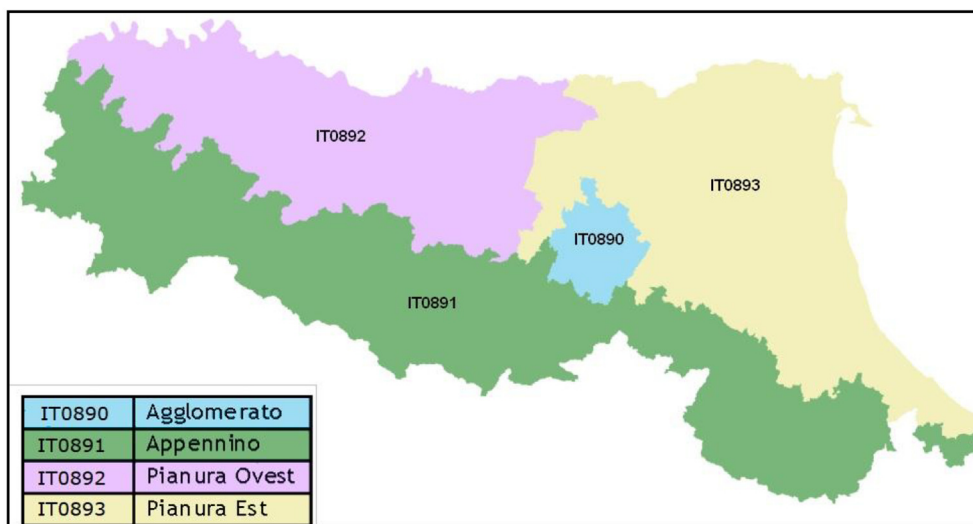 IT0892
IT0893
IT0890
IT0891
IT0890 Agglomerato
IT0891 Appennino
IT0892 Pianura Ovest
IT0893 Pianura Est